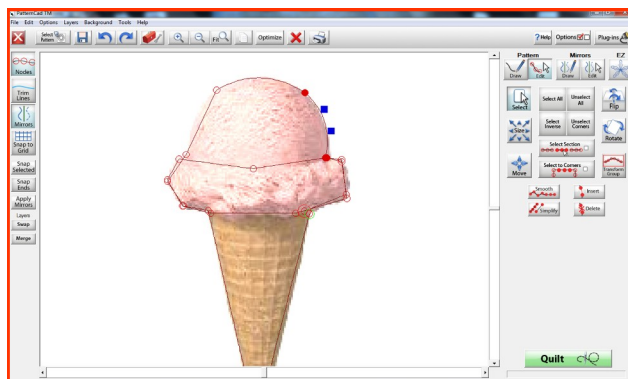 PatternCad TM
File Edit Options Layers Background Tools Help
Select Pattern
Fit
Optimize
? Help
Options
Plug-ins
Nodes
Trim Lines
Mirrors
Snap to Grid
Snap Selected
Snap Ends
Apply Mirrors
Layers
Swap
Merge
Pattern Mirrors EZ
Draw Edit Draw Edit
Select
Select All
Unselect All
Flip
Size
Select Inverse
Unselect Corners
Rotate
Select Section
Move
Select to Corners
Transform Group
Smooth
Insert
Simplify
Delete
Quilt